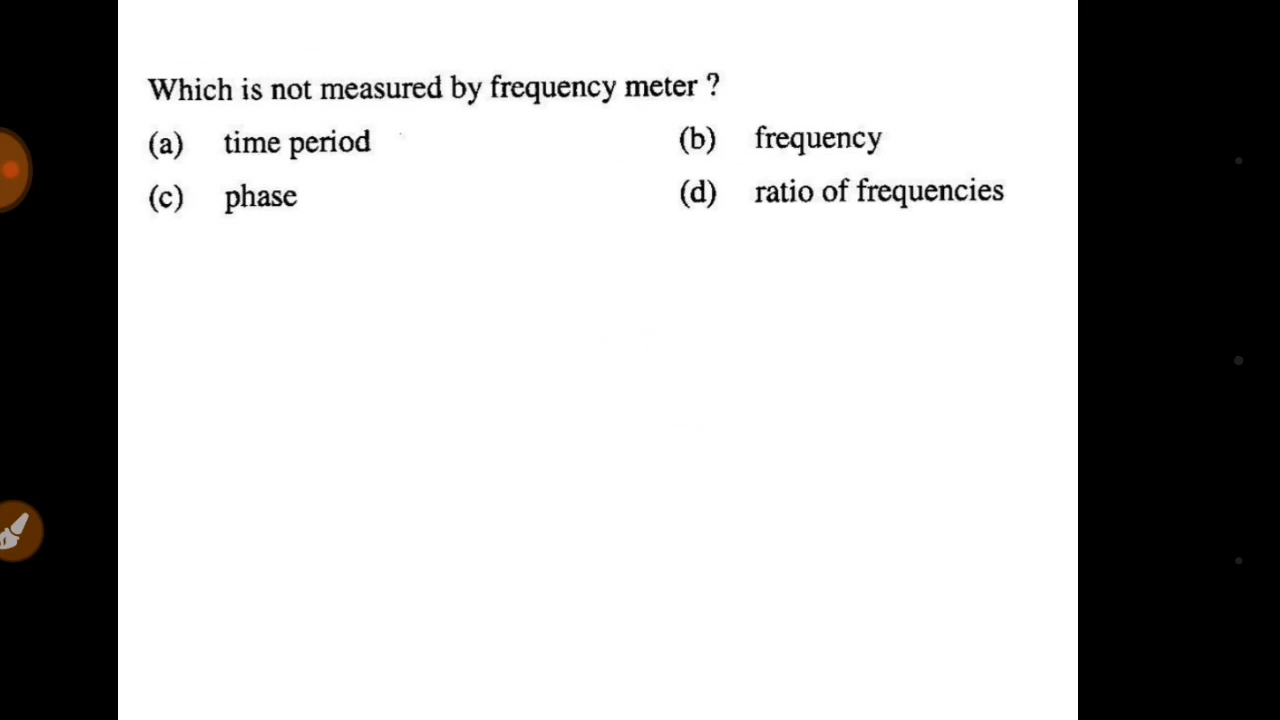 Which is not measured by frequency meter ?
(a) time period (b) frequency
(c) phase (d) ratio of frequencies